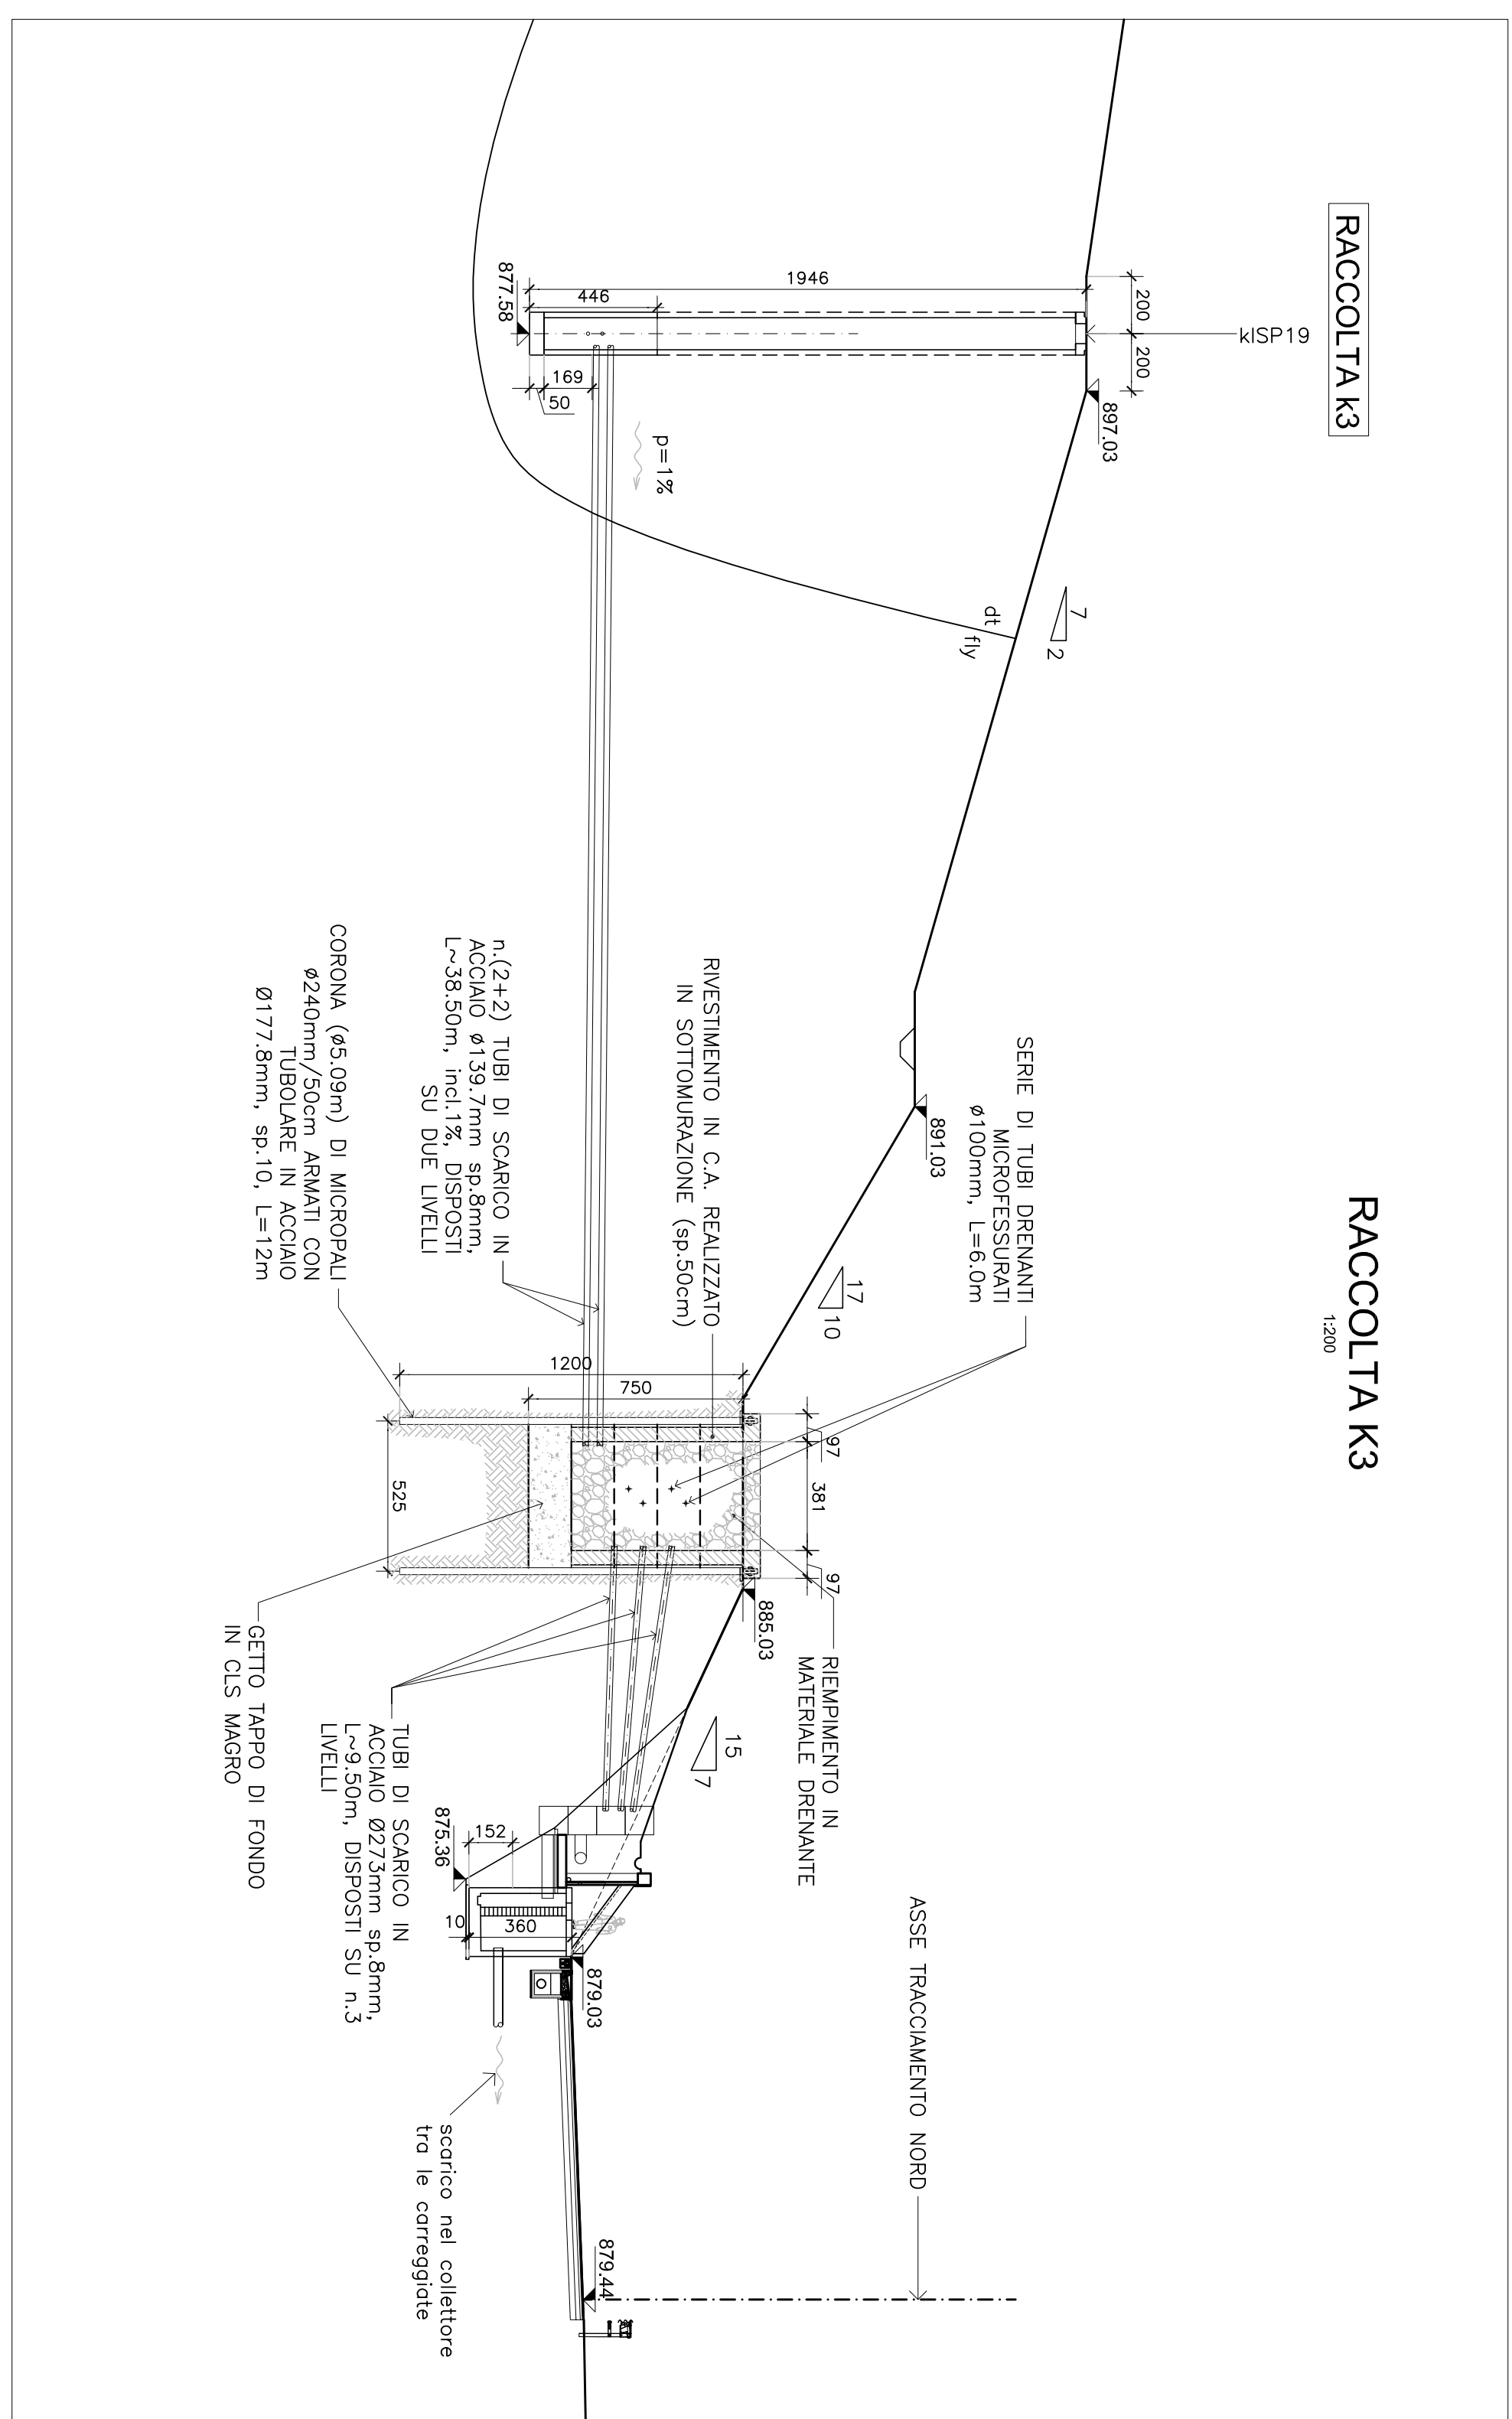 RACCOLTA K3
1:200
RACCOLTA k3
kISP19
200
200
897.03
1946
446
877.58
169
50
p=1%
7
2
dt
fly
891.03
17
10
SERIE DI TUBI DRENANTI
MICROFESSURATI
ø100mm, L=6.0m
RIVESTIMENTO IN C.A. REALIZZATO
IN SOTTOMURAZIONE (sp.50cm)
n.(2+2) TUBI DI SCARICO IN
ACCIAIO ø139.7mm sp.8mm,
L~38.50m, incl.1%, DISPOSTI
SU DUE LIVELLI
CORONA (ø5.09m) DI MICROPALI
ø240mm/50cm ARMATI CON
TUBOLARE IN ACCIAIO
Ø177.8mm, sp.10, L=12m
1200
750
97
381
97
525
885.03
RIEMPIMENTO IN
MATERIALE DRENANTE
15
7
GETTO TAPPO DI FONDO
IN CLS MAGRO
TUBI DI SCARICO IN
ACCIAIO Ø273mm sp.8mm,
L~9.50m, DISPOSTI SU n.3
LIVELLI
152
875.36
10
360
879.03
ASSE TRACCIAMENTO NORD
879.44
scarico nel collettore
tra le carreggiate